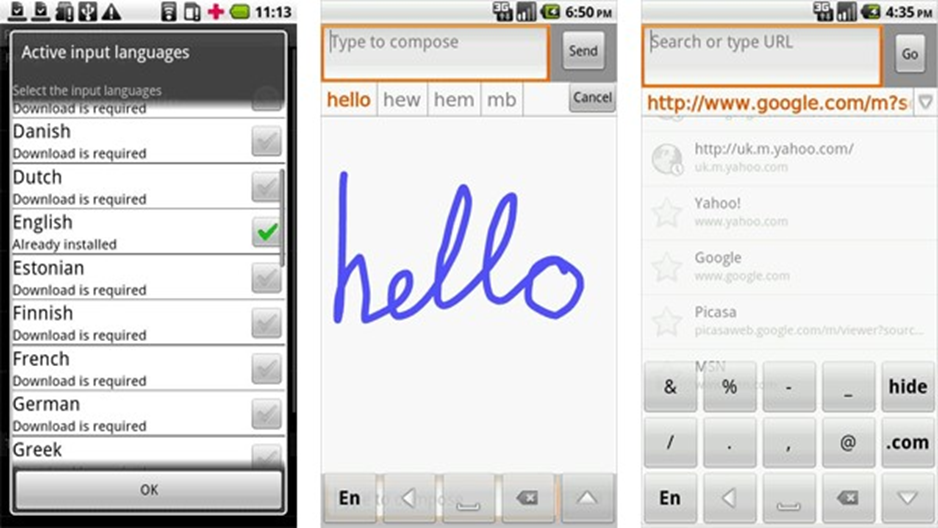 11:13
Active input languages
Select the input languages
Download is required
Danish
Download is required
Dutch
Download is required
English
Already installed
Estonian
Download is required
Finnish
Download is required
French
Download is required
German
Download is required
Greek
OK
3G 6:50 PM
Type to compose
Send
hello hew hem mb Cancel
hello
En
3G 4:35 PM
Search or type URL
Go
http://www.google.com/m?s
http://uk.m.yahoo.com/
uk.m.yahoo.com
Yahoo!
www.yahoo.com
Google
www.google.com
Picasa
picasaweb.google.com/m/viewer?sourc...
MSN
& % - _ hide
/ . , @ .com
En